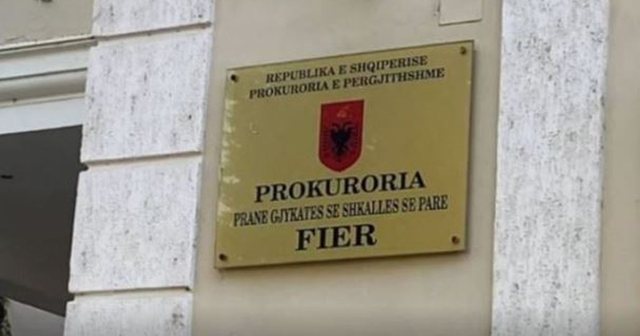 REPUBLIKA E SHQIPERISE
PROKURORIA E PERGJITHSHME
PROKURORIA
PRANE GJYKATES SE SHKALLES SE PARE
FIER